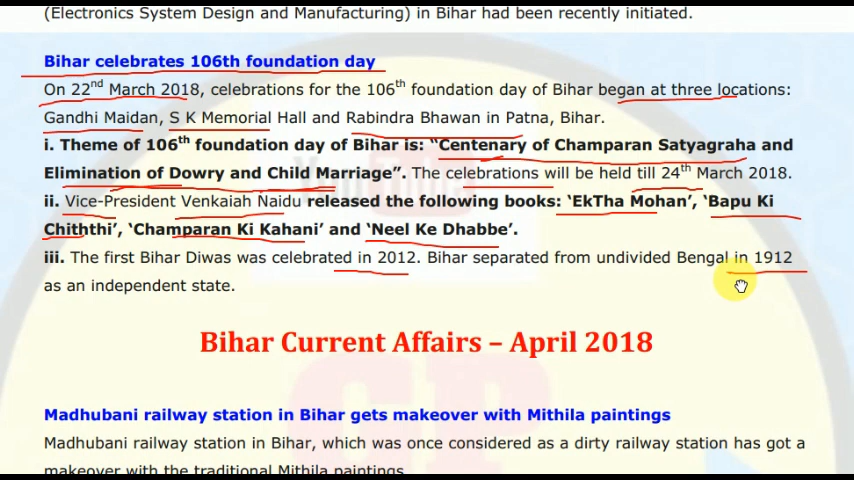 (Electronics System Design and Manufacturing) in Bihar had been recently initiated.
Bihar celebrates 106th foundation day
On 22nd March 2018, celebrations for the 106th foundation day of Bihar began at three locations:
Gandhi Maidan, S K Memorial Hall and Rabindra Bhawan in Patna, Bihar.
i. Theme of 106th foundation day of Bihar is: “Centenary of Champaran Satyagraha and
Elimination of Dowry and Child Marriage”. The celebrations will be held till 24th March 2018.
ii. Vice-President Venkaiah Naidu released the following books: ‘EkTha Mohan’, ‘Bapu Ki
Chiththi’, ‘Champaran Ki Kahani’ and ‘Neel Ke Dhabbe’.
iii. The first Bihar Diwas was celebrated in 2012. Bihar separated from undivided Bengal in 1912
as an independent state.
Bihar Current Affairs – April 2018
Madhubani railway station in Bihar gets makeover with Mithila paintings
Madhubani railway station in Bihar, which was once considered as a dirty railway station has got a
makeover with the traditional Mithila paintings.